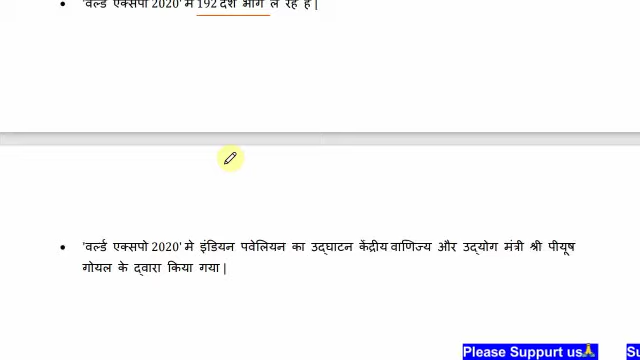 'वर्ल्ड एक्सपो 2020' में 192 देश भाग ले रहे हैं |
'वर्ल्ड एक्सपो 2020' मे इंडियन पवेलियन का उद्घाटन केंद्रीय वाणिज्य और उद्योग मंत्री श्री पीयूष
गोयल के द्वारा किया गया |
Please Suppurt us🙏 Su